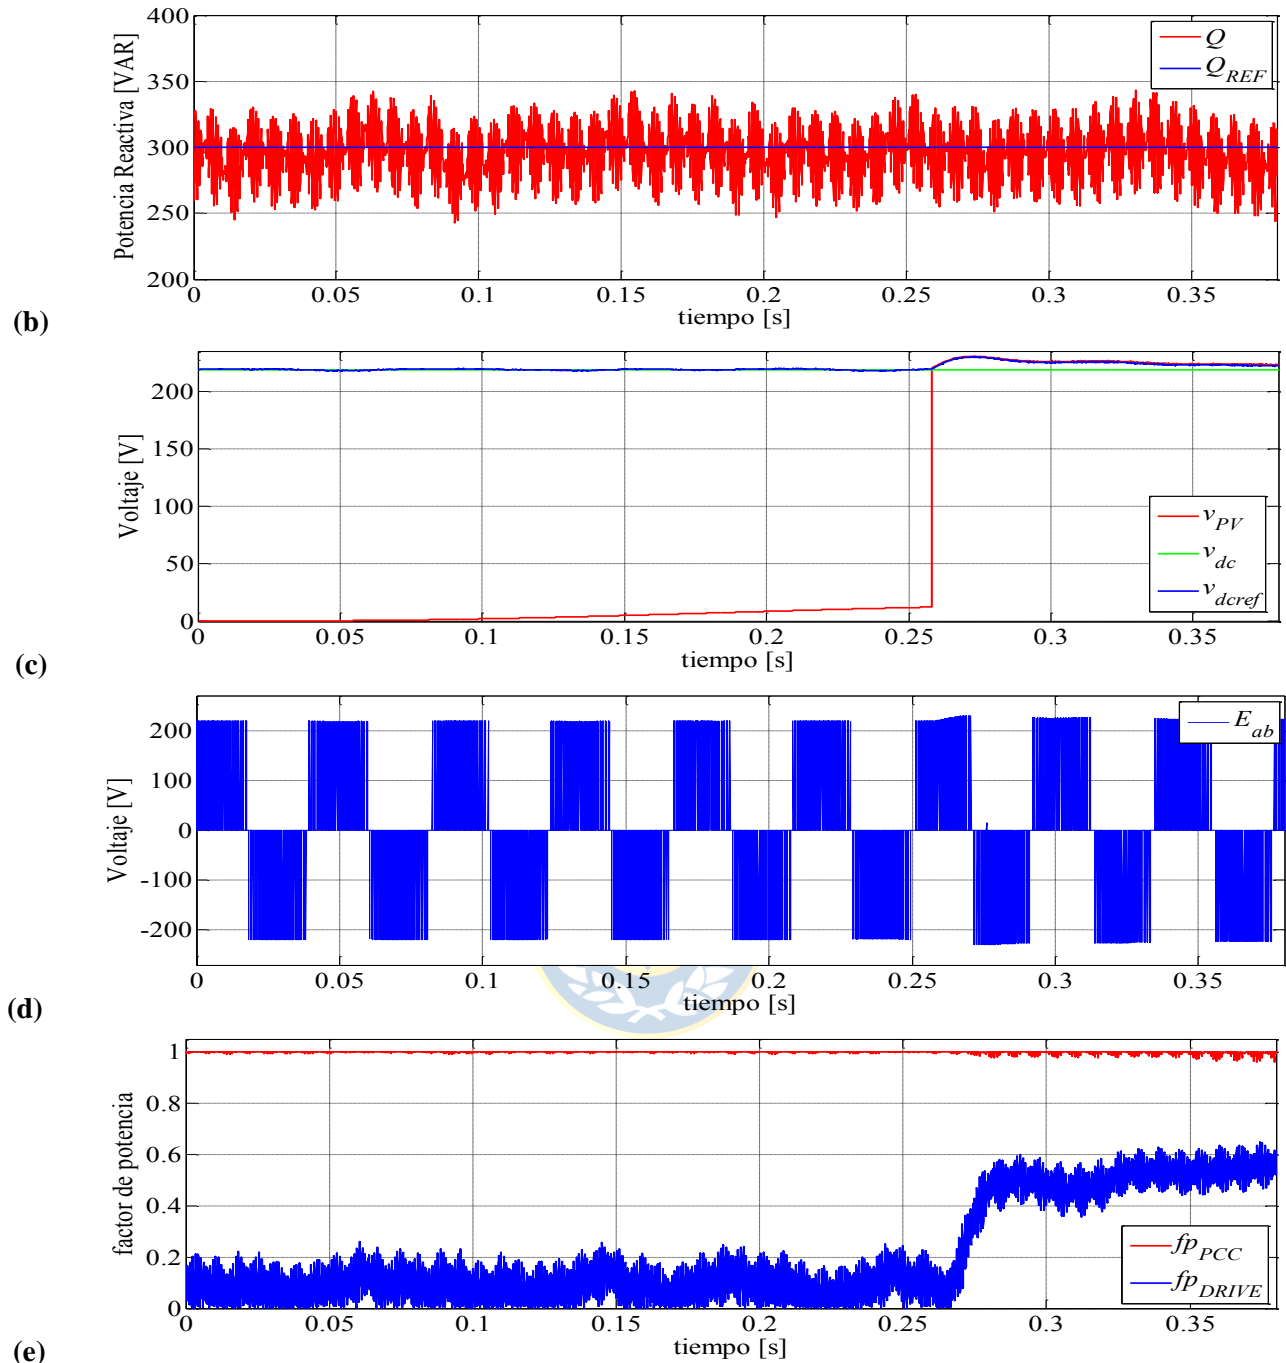 400
350
300
250
200
Potencia Reactiva [VAR]
Q
Q_REF
0 0.05 0.1 0.15 0.2 0.25 0.3 0.35
tiempo [s]
(b)
200
150
100
50
0
Voltaje [V]
v_PV
v_dc
v_dcref
0 0.05 0.1 0.15 0.2 0.25 0.3 0.35
tiempo [s]
(c)
200
100
0
-100
-200
Voltaje [V]
E_ab
0 0.05 0.1 0.15 0.2 0.25 0.3 0.35
tiempo [s]
(d)
1
0.8
0.6
0.4
0.2
0
factor de potencia
fp_PCC
fp_DRIVE
0 0.05 0.1 0.15 0.2 0.25 0.3 0.35
tiempo [s]
(e)